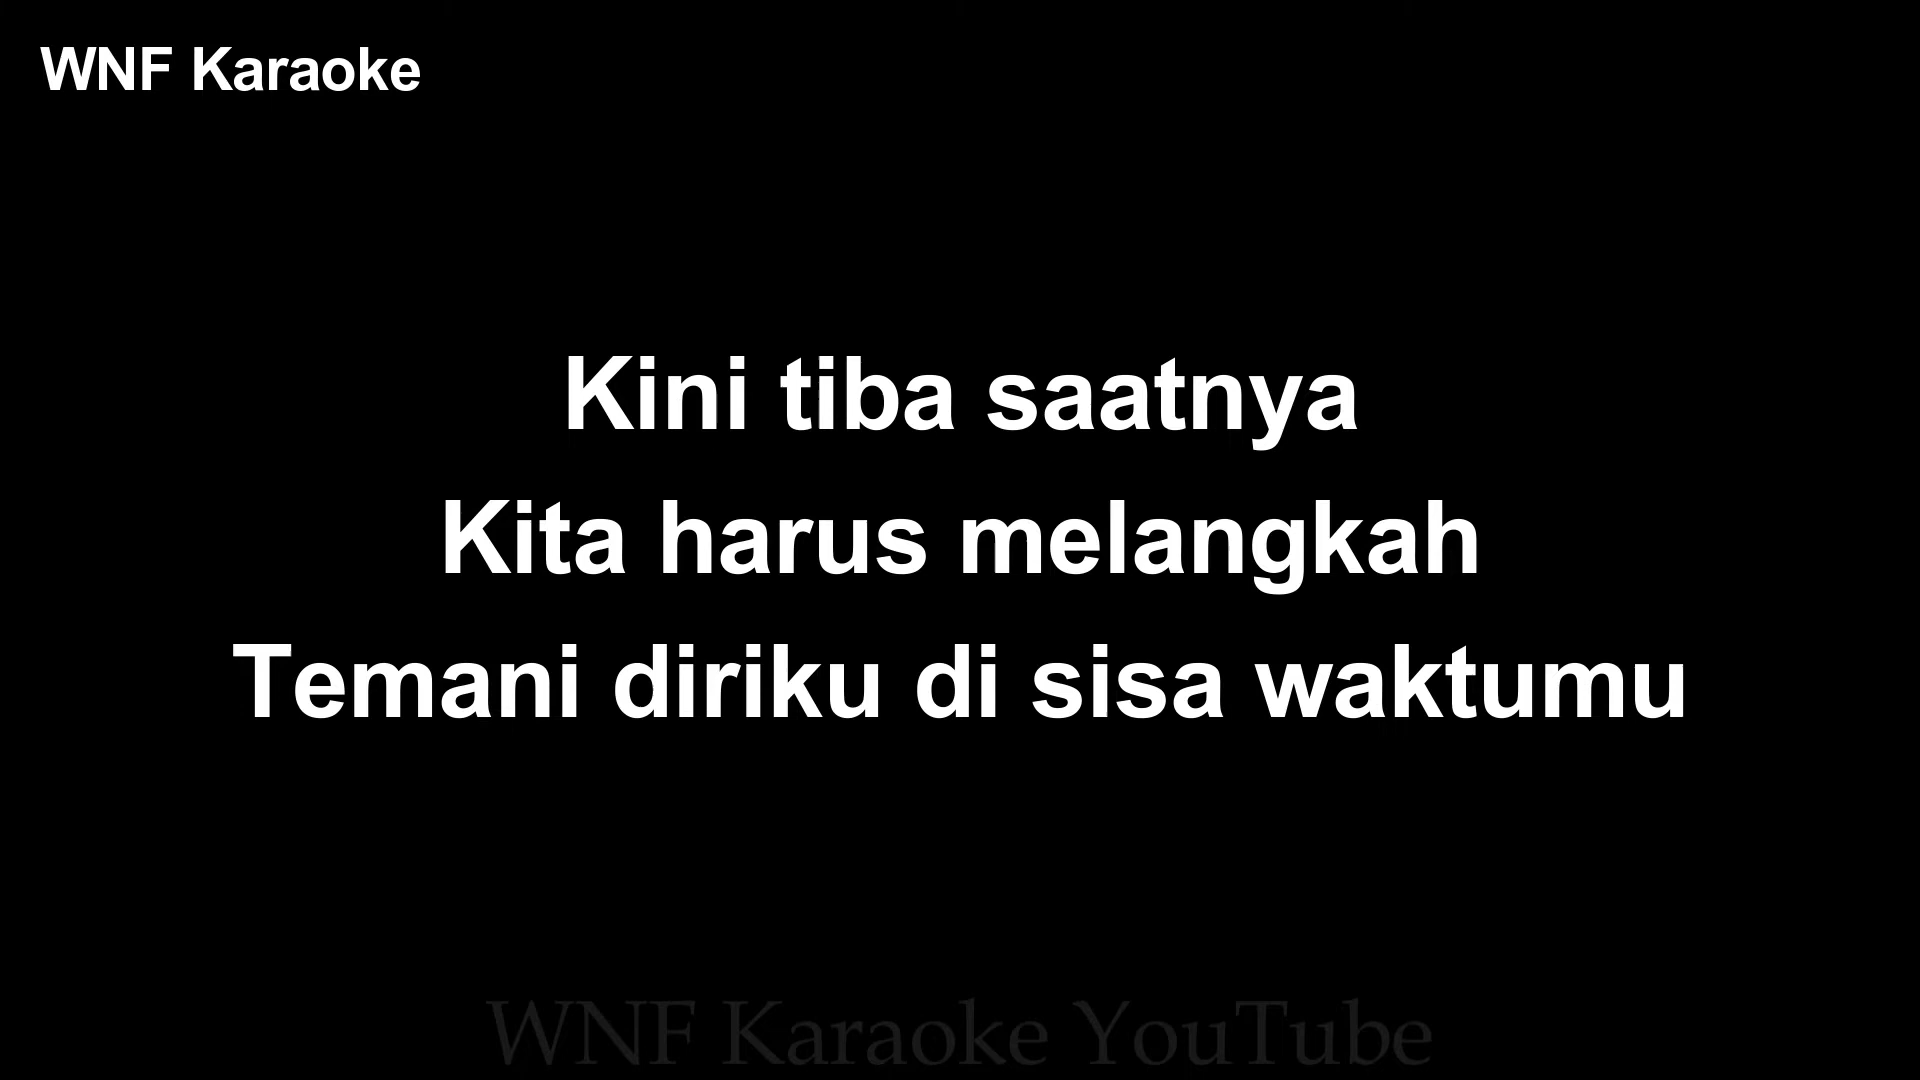 WNF Karaoke
Kini tiba saatnya
Kita harus melangkah
Temani diriku di sisa waktumu
WNF Karaoke YouTube